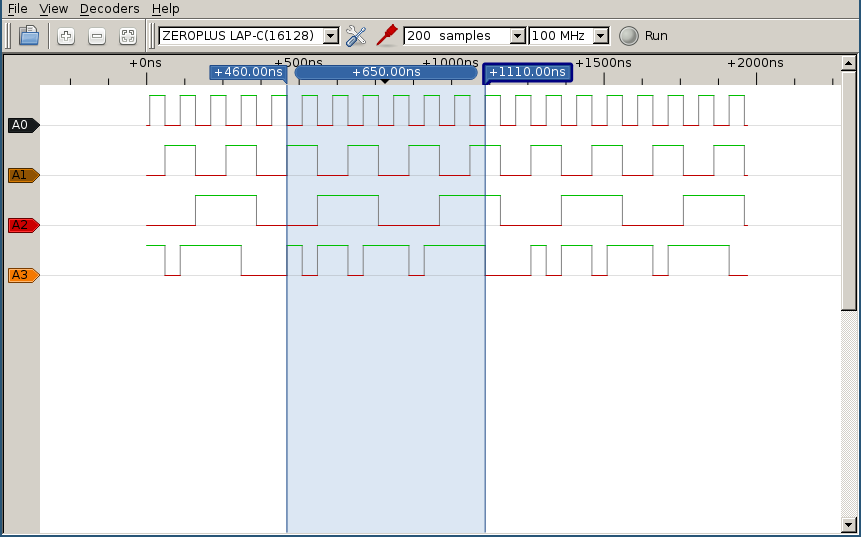 File View Decoders Help
ZEROPLUS LAP-C(16128) 200 samples 100 MHz Run
+0ns +500ns +1000ns +1500ns +2000ns
+460.00ns +650.00ns +1110.00ns
A0
A1
A2
A3